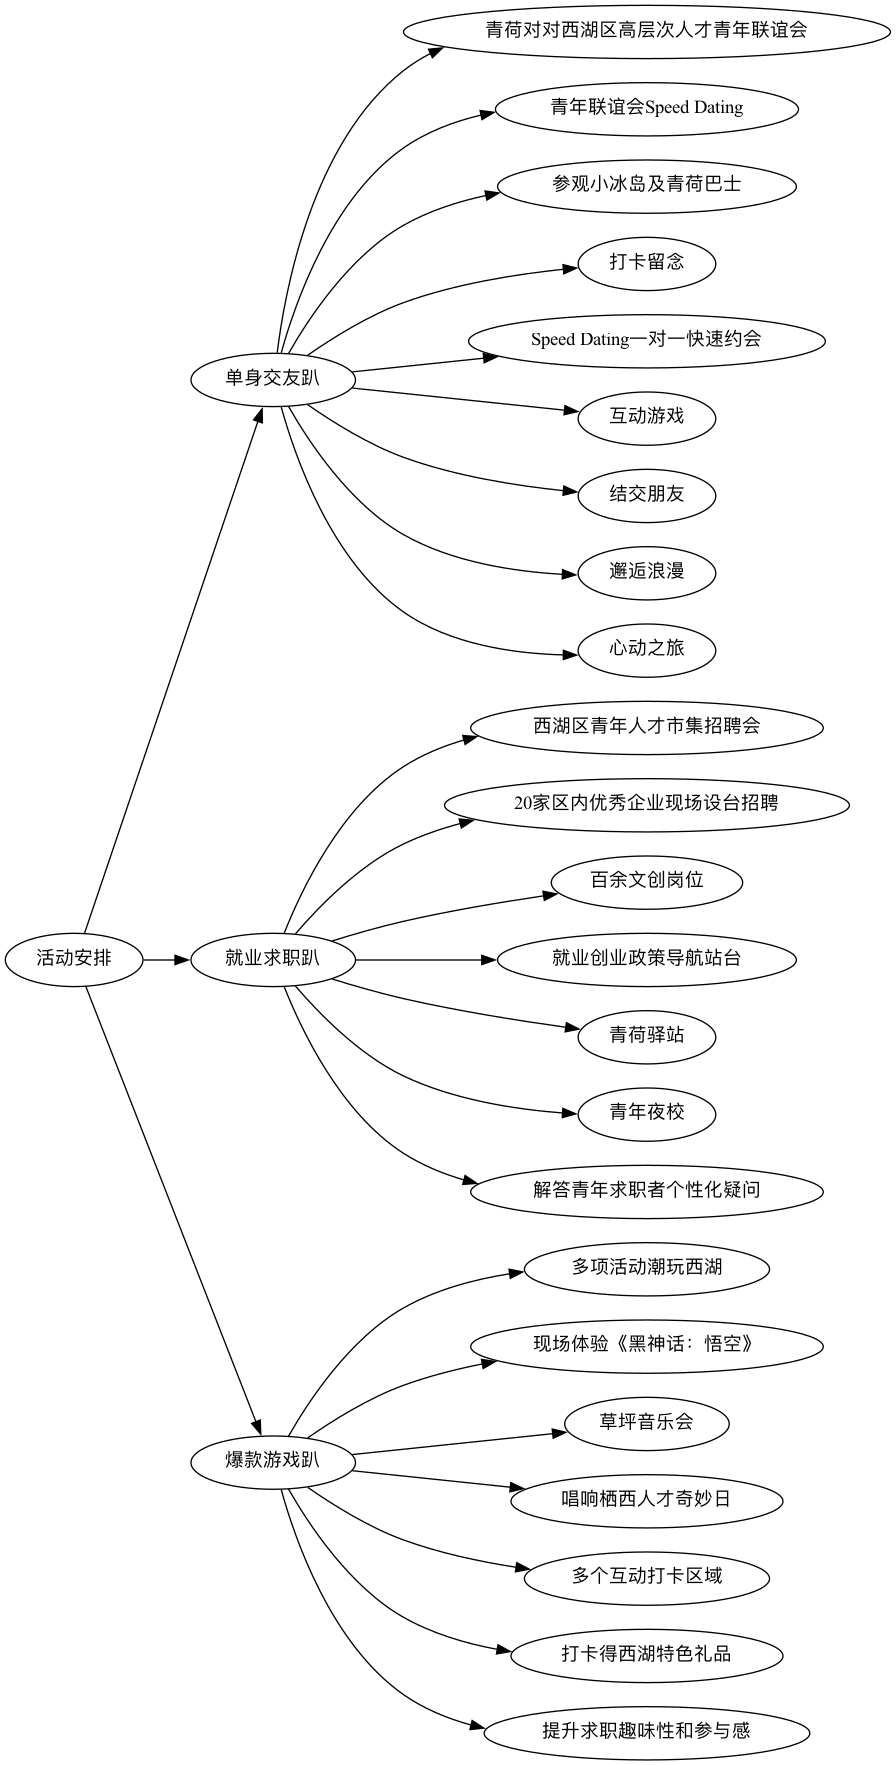 青荷对对西湖区高层次人才青年联谊会
青年联谊会Speed Dating
参观小冰岛及青荷巴士
打卡留念
Speed Dating一对一快速约会
单身交友趴
互动游戏
结交朋友
邂逅浪漫
心动之旅
西湖区青年人才市集招聘会
20家区内优秀企业现场设台招聘
百余文创岗位
活动安排
就业求职趴
就业创业政策导航站台
青荷驿站
青年夜校
解答青年求职者个性化疑问
多项活动潮玩西湖
现场体验《黑神话：悟空》
草坪音乐会
爆款游戏趴
唱响栖西人才奇妙日
多个互动打卡区域
打卡得西湖特色礼品
提升求职趣味性和参与感